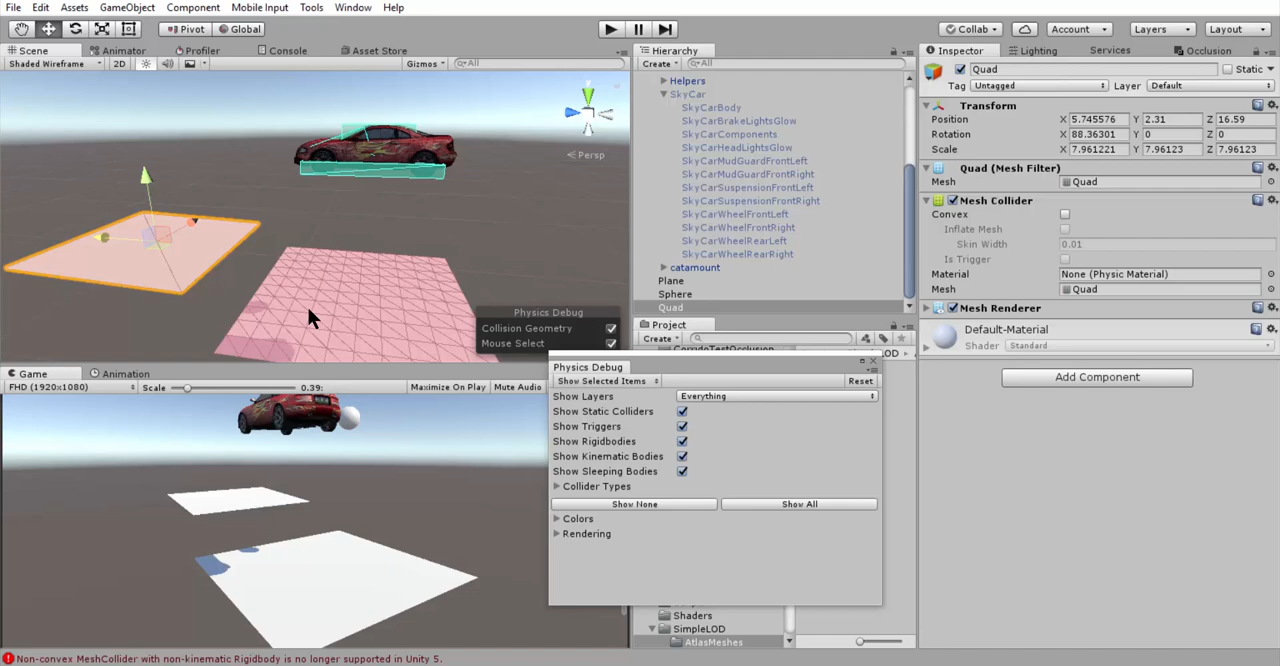 File Edit Assets GameObject Component Mobile Input Tools Window Help
Pivot Global Collab Account Layers Layout
Scene Animator Profiler Console Asset Store
Shaded Wireframe 2D Gizmos All
y
Persp
Physics Debug
Collision Geometry
Mouse Select
Game Animation
FHD (1920x1080) Scale 0.39: Maximize On Play Mute Audio
Hierarchy
Create All
Helpers
SkyCar
SkyCarBody
SkyCarBrakeLightsGlow
SkyCarComponents
SkyCarHeadLightsGlow
SkyCarMudGuardFrontLeft
SkyCarMudGuardFrontRight
SkyCarSuspensionFrontLeft
SkyCarSuspensionFrontRight
SkyCarWheelFrontLeft
SkyCarWheelFrontRight
SkyCarWheelRearLeft
SkyCarWheelRearRight
catamount
Plane
Sphere
Quad
Project
Create
CorridoTestOcclusion
OD
Physics Debug
Show Selected Items Reset
Show Layers Everything
Show Static Colliders
Show Triggers
Show Rigidbodies
Show Kinematic Bodies
Show Sleeping Bodies
Collider Types
Show None Show All
Colors
Rendering
Shaders
SimpleLOD
AtlasMeshes
Inspector Lighting Services Occlusion
Quad Static
Tag Untagged Layer Default
Transform
Position X 5.745576 Y 2.31 Z 16.59
Rotation X 88.36301 Y 0 Z 0
Scale X 7.961221 Y 7.96123 Z 7.96123
Quad (Mesh Filter)
Mesh Quad
Mesh Collider
Convex
Inflate Mesh
Skin Width 0.01
Is Trigger
Material None (Physic Material)
Mesh Quad
Mesh Renderer
Default-Material
Shader Standard
Add Component
Non-convex MeshCollider with non-kinematic Rigidbody is no longer supported in Unity 5.